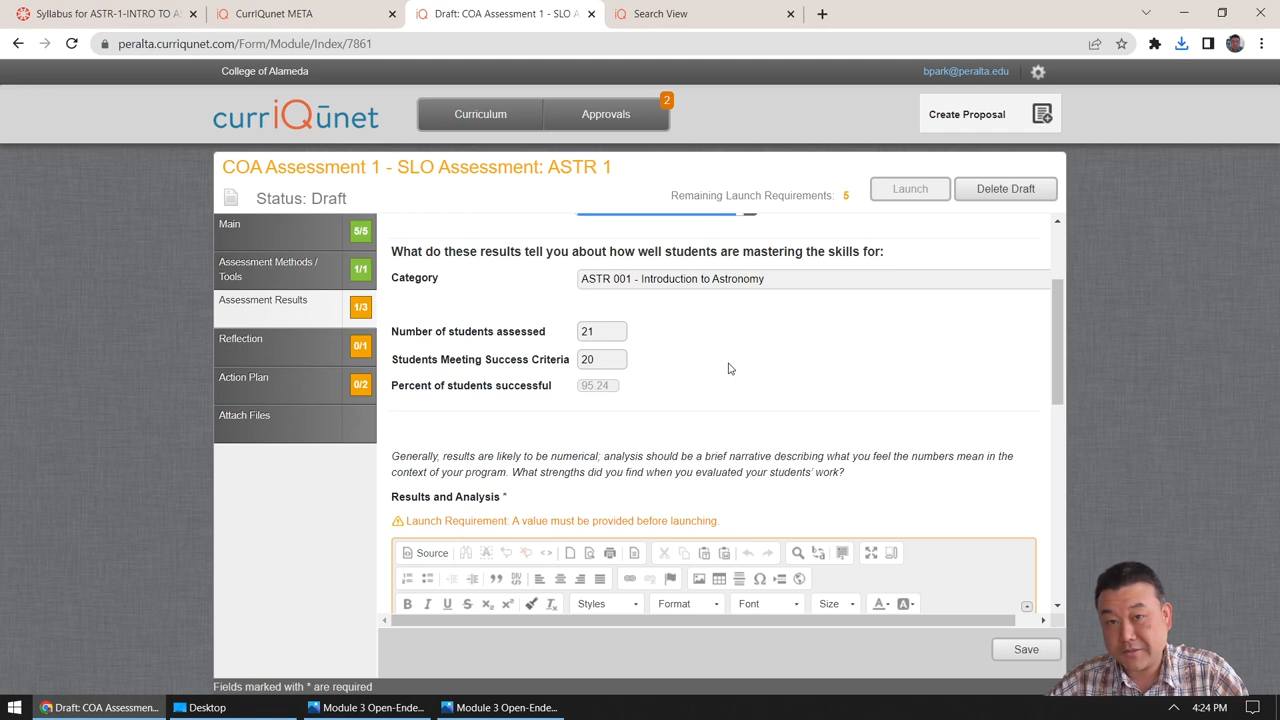 Syllabus for ASTR-1-INTRO TO AS
CurrIQunet META
Draft: COA Assessment 1 - SLO A
Search View
peralta.curriqunet.com/Form/Module/Index/7861
College of Alameda
bpark@peralta.edu
currIQūnet
Curriculum
Approvals
2
Create Proposal
COA Assessment 1 - SLO Assessment: ASTR 1
Status: Draft
Remaining Launch Requirements: 5
Launch
Delete Draft
Main
5/5
Assessment Methods /
Tools
1/1
Assessment Results
1/3
Reflection
0/1
Action Plan
0/2
Attach Files
What do these results tell you about how well students are mastering the skills for:
Category
ASTR 001 - Introduction to Astronomy
Number of students assessed
21
Students Meeting Success Criteria
20
Percent of students successful
95.24
Generally, results are likely to be numerical; analysis should be a brief narrative describing what you feel the numbers mean in the
context of your program. What strengths did you find when you evaluated your students' work?
Results and Analysis *
Launch Requirement: A value must be provided before launching.
Source
Styles
Format
Font
Size
Save
Fields marked with * are required
Draft: COA Assessmen...
Desktop
Module 3 Open-Ende...
Module 3 Open-Ende...
4:24 PM